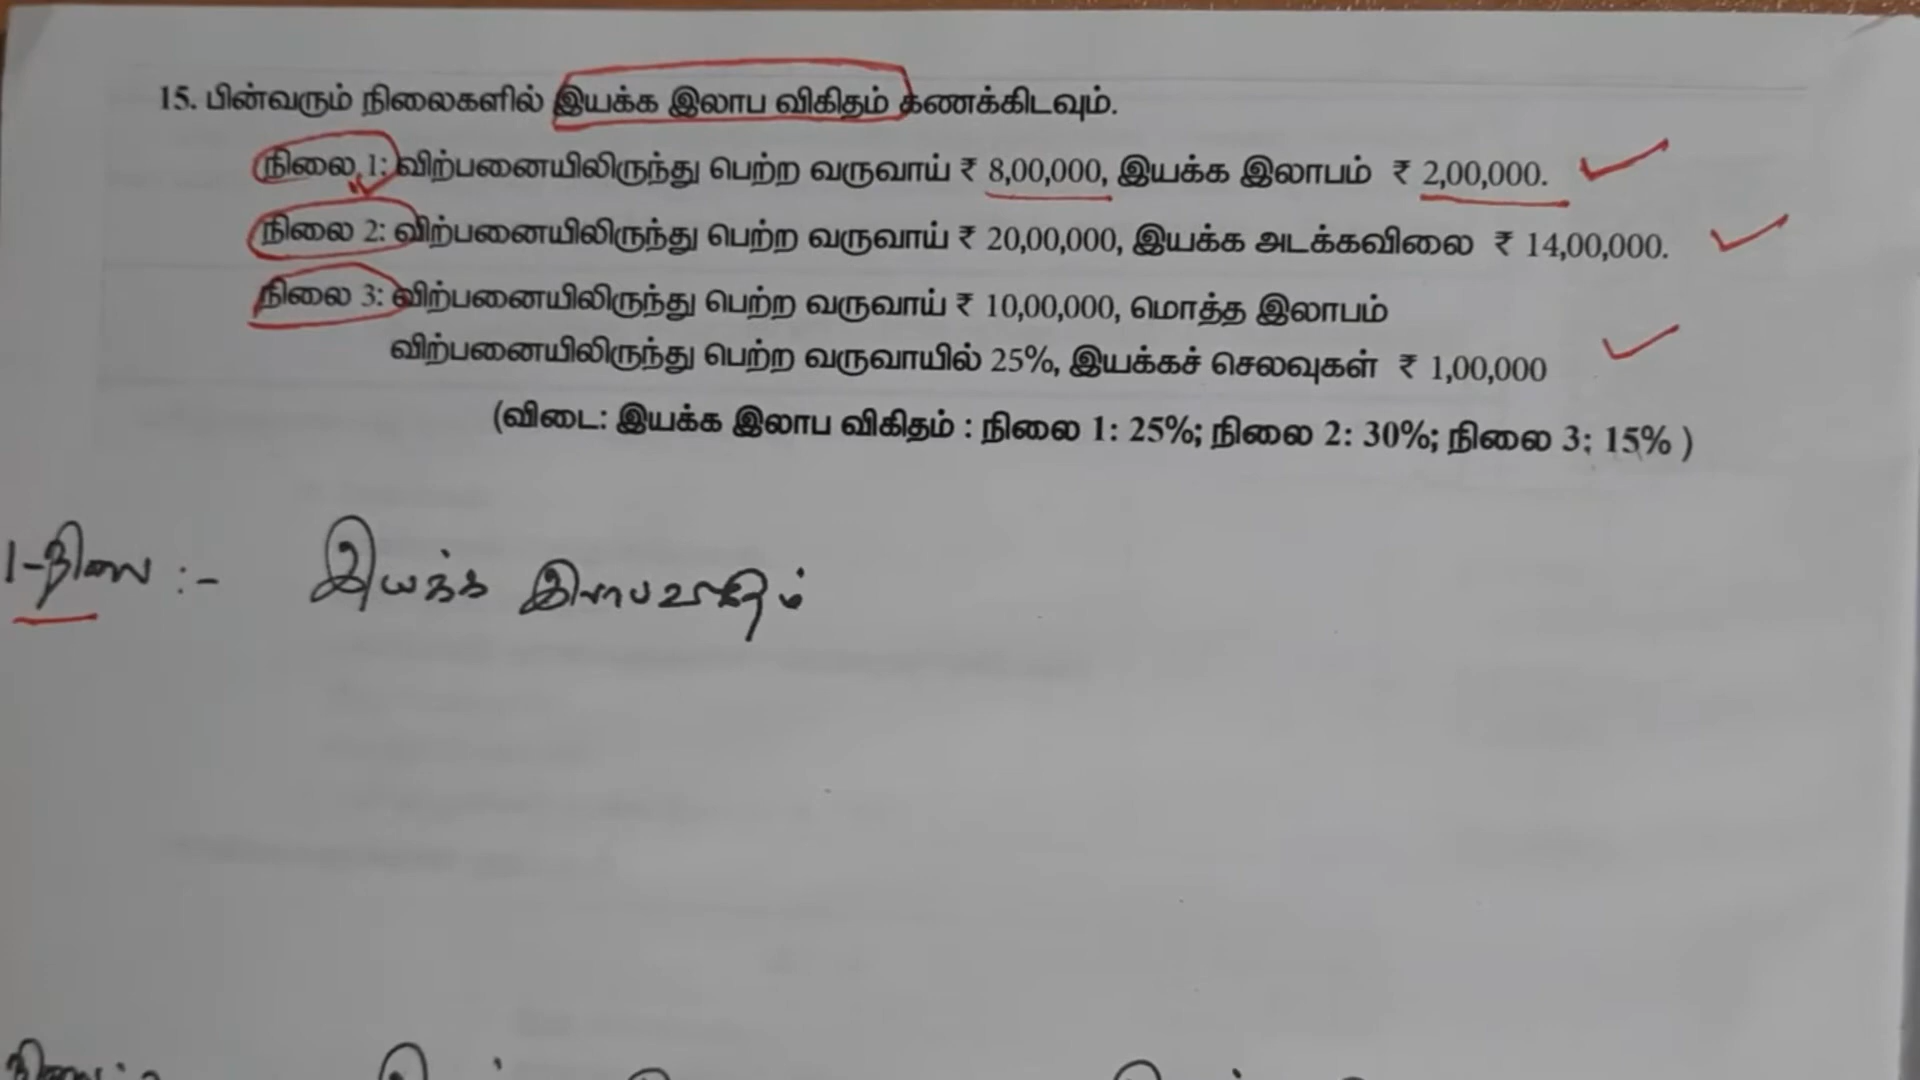 15. பின்வரும் நிலைகளில் இயக்க இலாப விகிதம் கணக்கிடவும்.
நிலை 1: விற்பனையிலிருந்து பெற்ற வருவாய் ₹ 8,00,000, இயக்க இலாபம் ₹ 2,00,000.
நிலை 2: விற்பனையிலிருந்து பெற்ற வருவாய் ₹ 20,00,000, இயக்க அடக்கவிலை ₹ 14,00,000.
நிலை 3: விற்பனையிலிருந்து பெற்ற வருவாய் ₹ 10,00,000, மொத்த இலாபம்
விற்பனையிலிருந்து பெற்ற வருவாயில் 25%, இயக்கச் செலவுகள் ₹ 1,00,000
(விடை: இயக்க இலாப விகிதம் : நிலை 1: 25%; நிலை 2: 30%; நிலை 3: 15% )
1-நிலை :- இயக்க இலாப விகிதம்